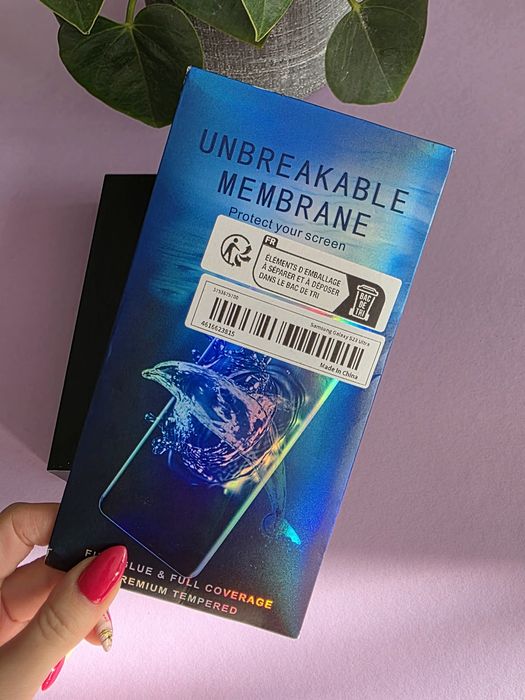 UNBREAKABLE
MEMBRANE
Protect your screen
FR
ÉLÉMENTS D'EMBALLAGE
À SÉPARER ET À DÉPOSER
DANS LE BAC DE TRI
BAC
DE
TRI
Samsung Galaxy S23 Ultra
4616623815
Made In China
GLUE & FULL COVERAGE
PREMIUM TEMPERED